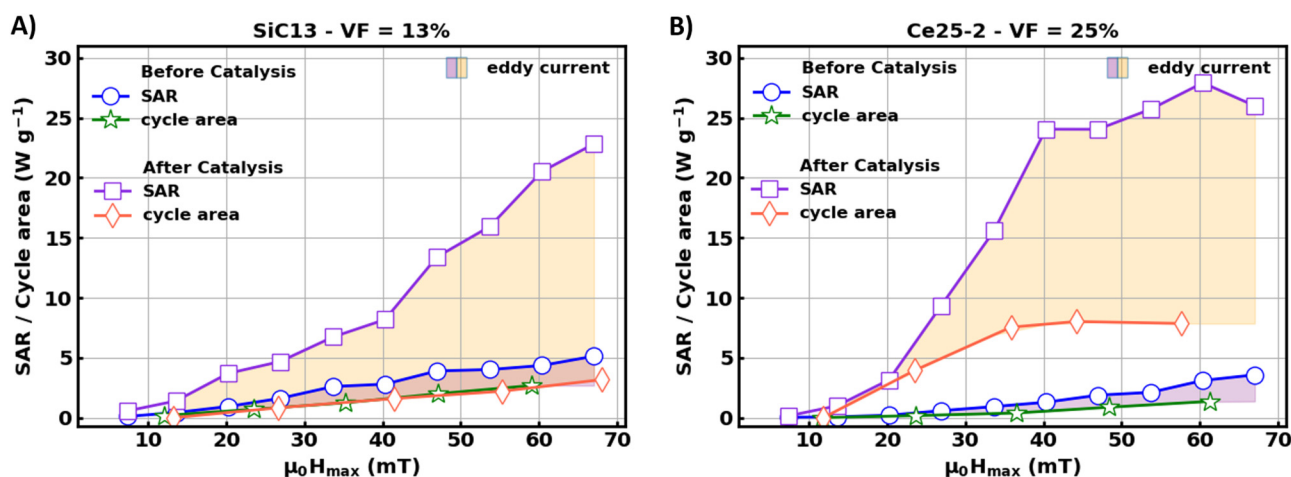 A)
SiC13 - VF = 13%
SAR / Cycle area (W g⁻¹)
30
25
20
15
10
5
0
Before Catalysis
SAR
cycle area
After Catalysis
SAR
cycle area
eddy current
10 20 30 40 50 60 70
μ₀Hmax (mT)
B)
Ce25-2 - VF = 25%
SAR / Cycle area (W g⁻¹)
30
25
20
15
10
5
0
Before Catalysis
SAR
cycle area
After Catalysis
SAR
cycle area
eddy current
10 20 30 40 50 60 70
μ₀Hmax (mT)